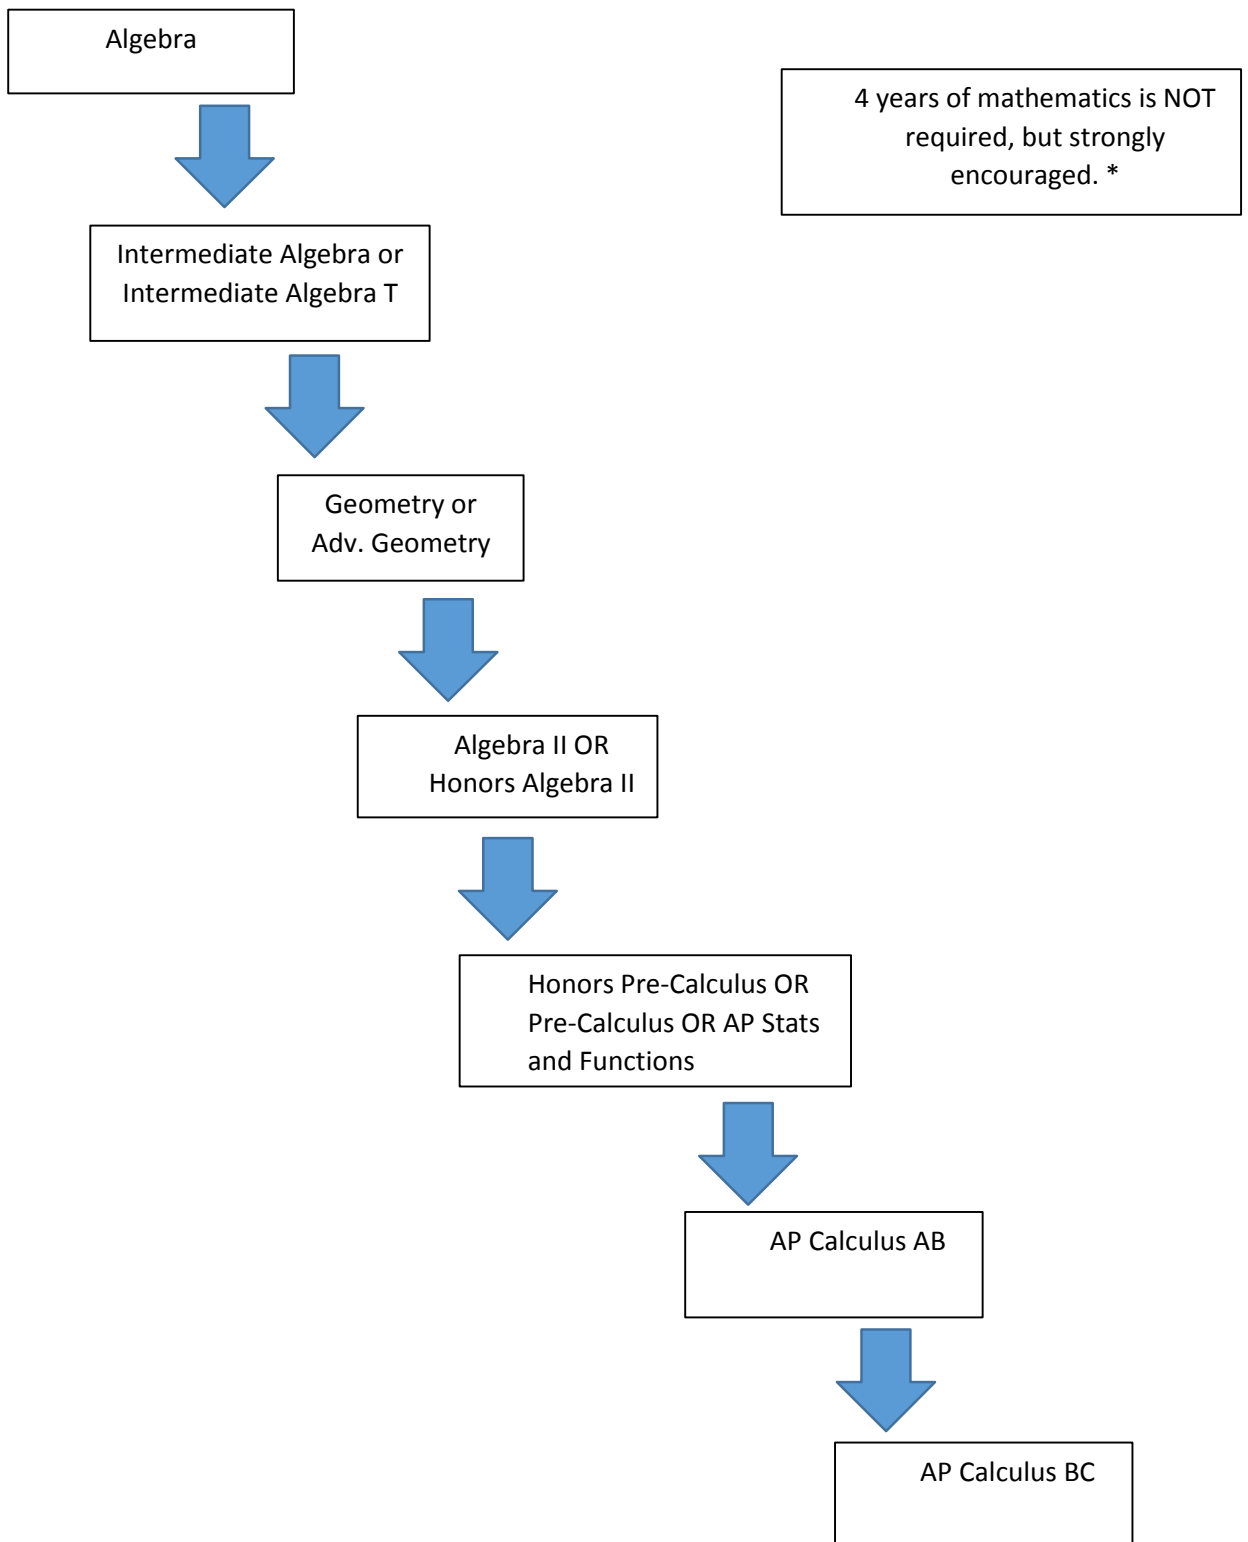 Algebra
4 years of mathematics is NOT
required, but strongly
encouraged. *
Intermediate Algebra or
Intermediate Algebra T
Geometry or
Adv. Geometry
Algebra II OR
Honors Algebra II
Honors Pre-Calculus OR
Pre-Calculus OR AP Stats
and Functions
AP Calculus AB
AP Calculus BC